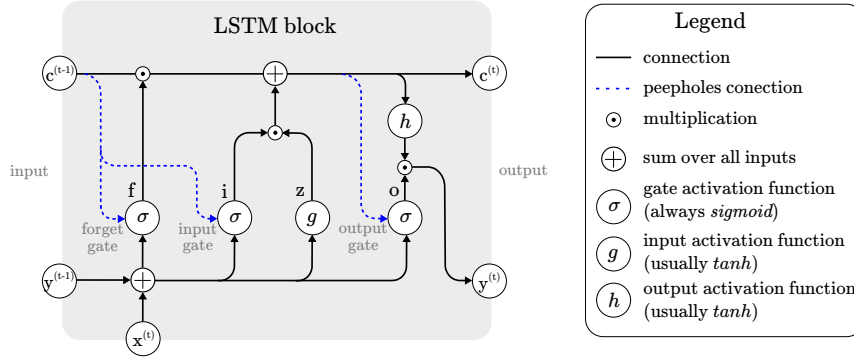 LSTM block
c(t-1)
c(t)
h
input
output
f
i
z
o
σ
σ
g
σ
forget
gate
input
gate
output
gate
y(t-1)
y(t)
x(t)
Legend
connection
peepholes conection
multiplication
sum over all inputs
σ
gate activation function
(always sigmoid)
g
input activation function
(usually tanh)
h
output activation function
(usually tanh)